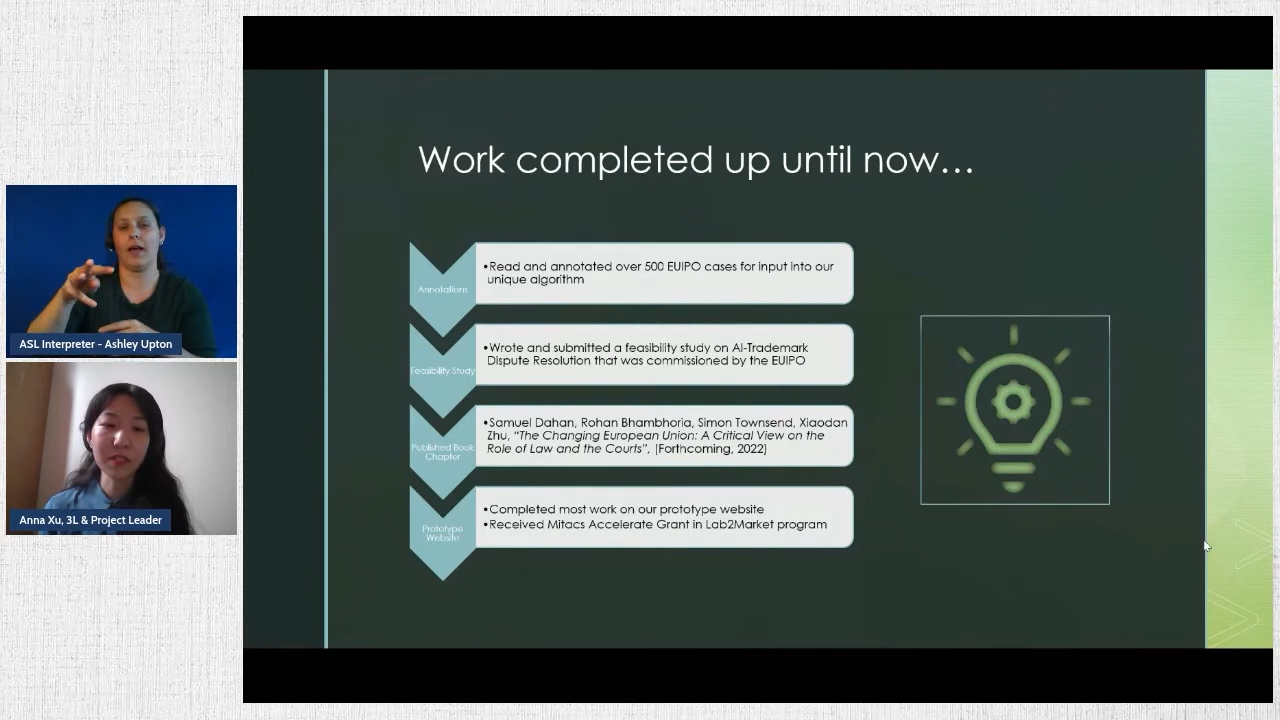 Work completed up until now...
Annotations
•Read and annotated over 500 EUIPO cases for input into our
unique algorithm
Feasibility Study
•Wrote and submitted a feasibility study on AI-Trademark
Dispute Resolution that was commissioned by the EUIPO
Published Book
Chapter
•Samuel Dahan, Rohan Bhambhoria, Simon Townsend, Xiaodan
Zhu, “The Changing European Union: A Critical View on the
Role of Law and the Courts”, (Forthcoming, 2022)
Prototype
Website
•Completed most work on our prototype website
•Received Mitacs Accelerate Grant in Lab2Market program
ASL Interpreter - Ashley Upton
Anna Xu, 3L & Project Leader